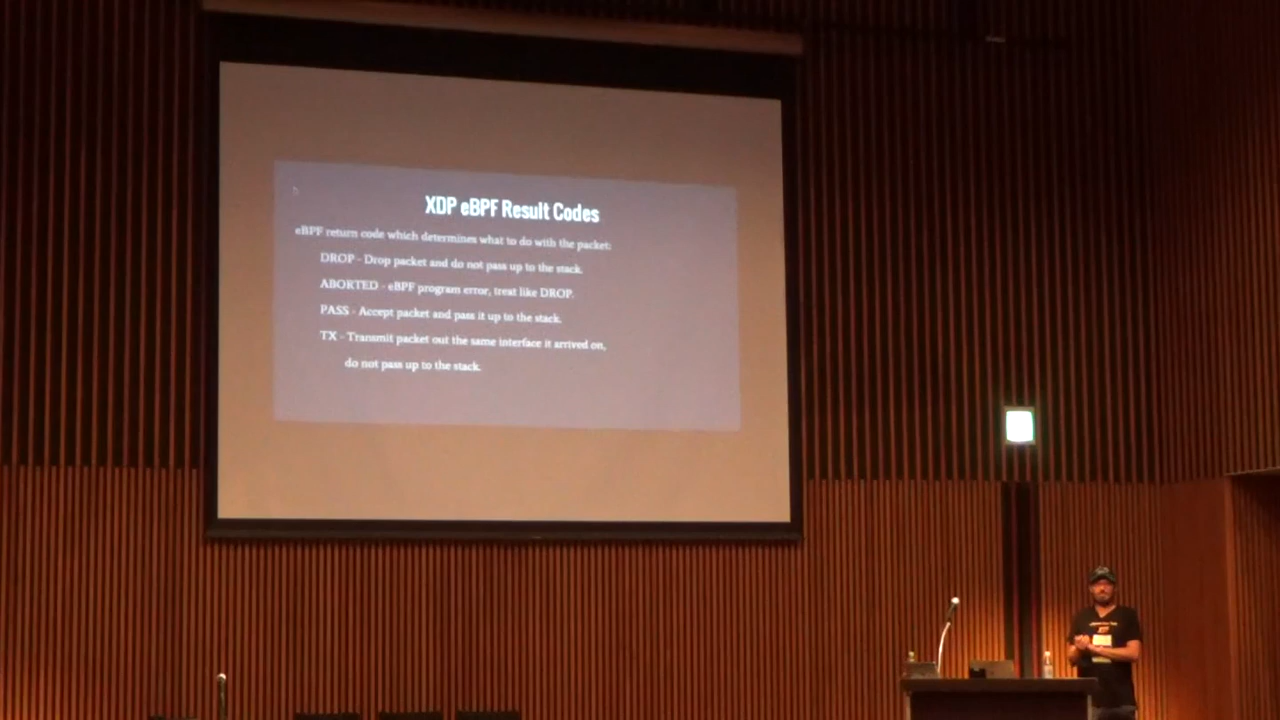 XDP eBPF Result Codes
eBPF return code which determines what to do with the packet:
DROP - Drop packet and do not pass up to the stack.
ABORTED - eBPF program error, treat like DROP.
PASS - Accept packet and pass it up to the stack.
TX - Transmit packet out the same interface it arrived on,
do not pass up to the stack.